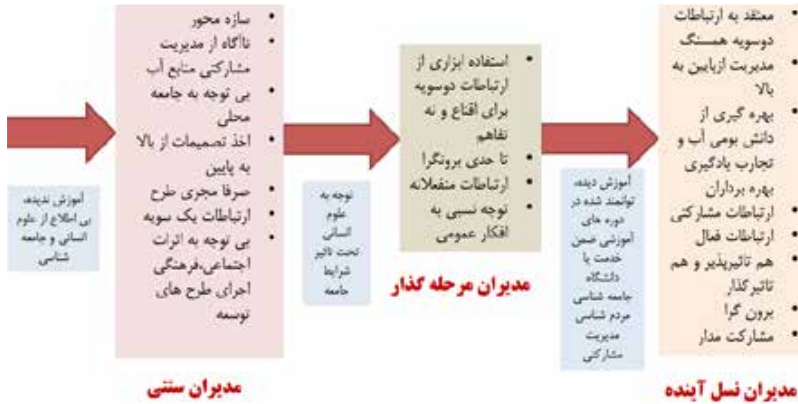 آموزش ندیده،
بی اطلاع از علوم
انسانی و جامعه
شناسی
• سازه محور
• ناآگاه از مدیریت
مشارکتی منابع آب
• بی توجه به جامعه
محلی
• اخذ تصمیمات از بالا
به پایین
• صرفا مجری طرح
• ارتباطات یک سویه
• بی توجه به اثرات
اجتماعی،فرهنگی
اجرای طرح های
توسعه
مدیران سنتی
توجه به
علوم
انسانی
تحت تاثیر
شرایط
جامعه
• استفاده ابزاری از
ارتباطات دوسویه
برای اقناع و نه
تفاهم
• تا حدی برونگرا
• ارتباطات منفعلانه
• توجه نسبی به
افکار عمومی
مدیران مرحله گذار
آموزش دیده،
توانمند شده در
دوره های
آموزشی ضمن
خدمت یا
دانشگاه
جامعه شناسی
مردم شناسی
مدیریت
مشارکتی
• معتقد به ارتباطات
دوسویه همسنگ
• مدیریت ازپایین به
بالا
• بهره گیری از
دانش بومی آب و
تجارب یادگیری
بهره برداران
• ارتباطات مشارکتی
• ارتباطات فعال
• هم تاثیرپذیر و هم
تاثیرگذار
• برون گرا
• مشارکت مدار
مدیران نسل آینده